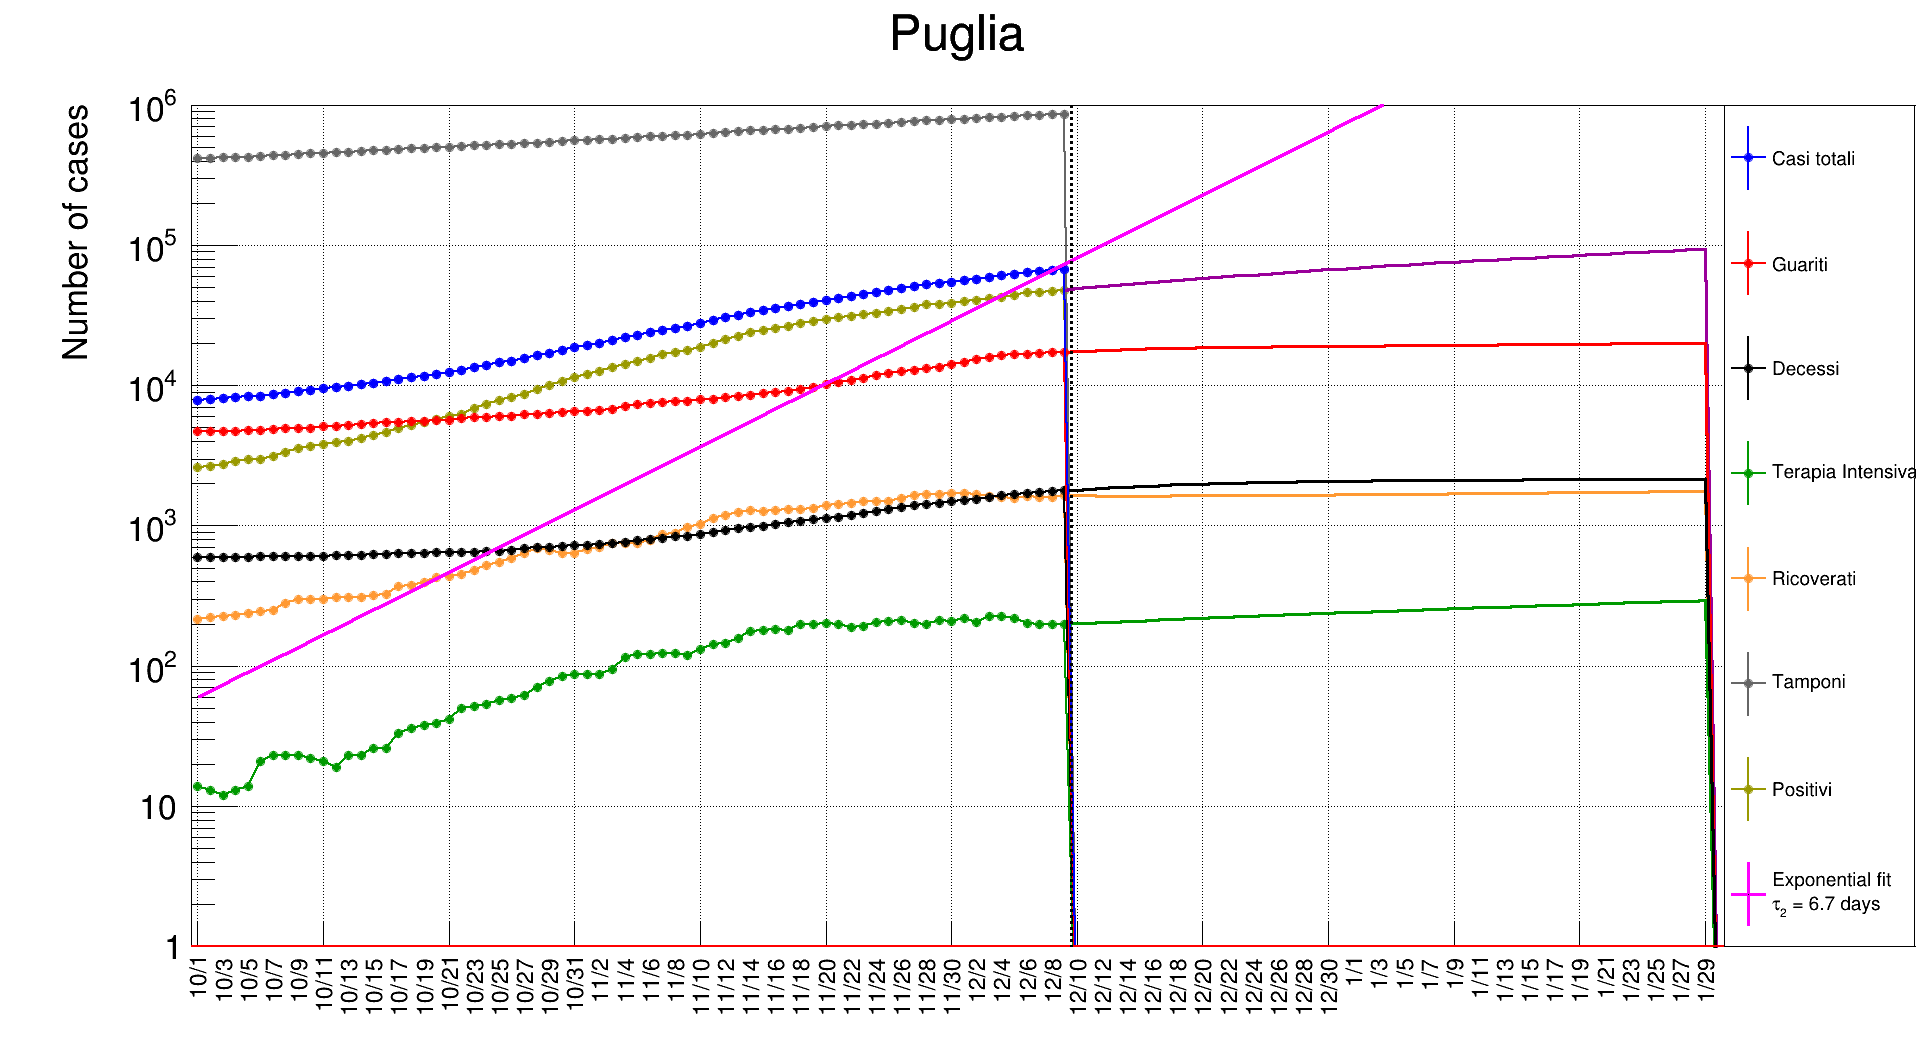 Puglia
Number of cases
10^6
10^5
10^4
10^3
10^2
10
1
10/1 10/3 10/5 10/7 10/9 10/11 10/13 10/15 10/17 10/19 10/21 10/23 10/25 10/27 10/29 10/31 11/2 11/4 11/6 11/8 11/10 11/12 11/14 11/16 11/18 11/20 11/22 11/24 11/26 11/28 11/30 12/2 12/4 12/6 12/8 12/10 12/12 12/14 12/16 12/18 12/20 12/22 12/24 12/26 12/28 12/30 1/1 1/3 1/5 1/7 1/9 1/11 1/13 1/15 1/17 1/19 1/21 1/23 1/25 1/27 1/29
Casi totali
Guariti
Decessi
Terapia Intensiva
Ricoverati
Tamponi
Positivi
Exponential fit
τ₂ = 6.7 days